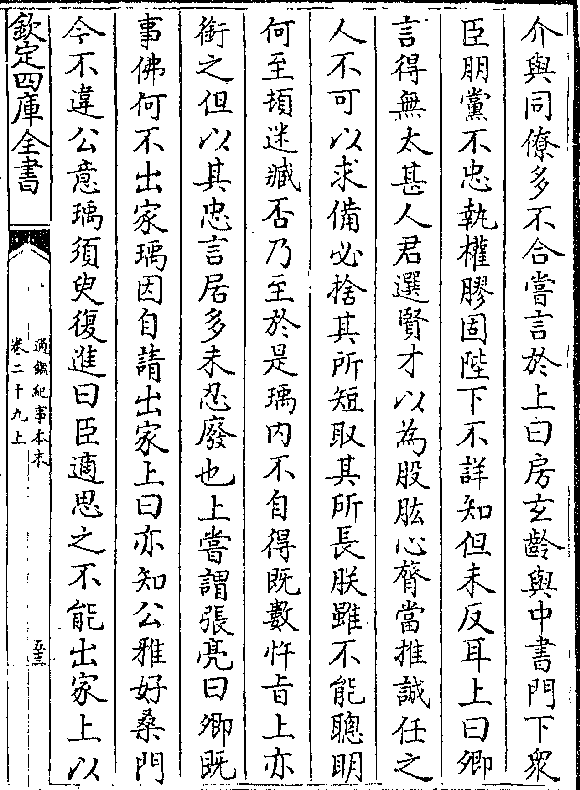 介與同僚多不合嘗言於上曰房玄齡與中書門下衆
臣朋黨不忠執權膠固陛下不詳知但未反耳上曰卿
言得無太甚人君選賢才以為股肱心膂當推誠任之
人不可以求備必捨其所短取其所長朕雖不能聰明
何至頓迷臧否乃至於是瑀内不自得既數忤㫖上亦
銜之但以其忠言居多未忍廢也上嘗謂張亮曰卿既
事佛何不出家瑀因自請出家上曰亦知公雅好桑門
今不違公意瑀須臾復進曰臣適思之不能出家上以
欽定四庫全書
通鑑紀事本末
卷二十九上
五三